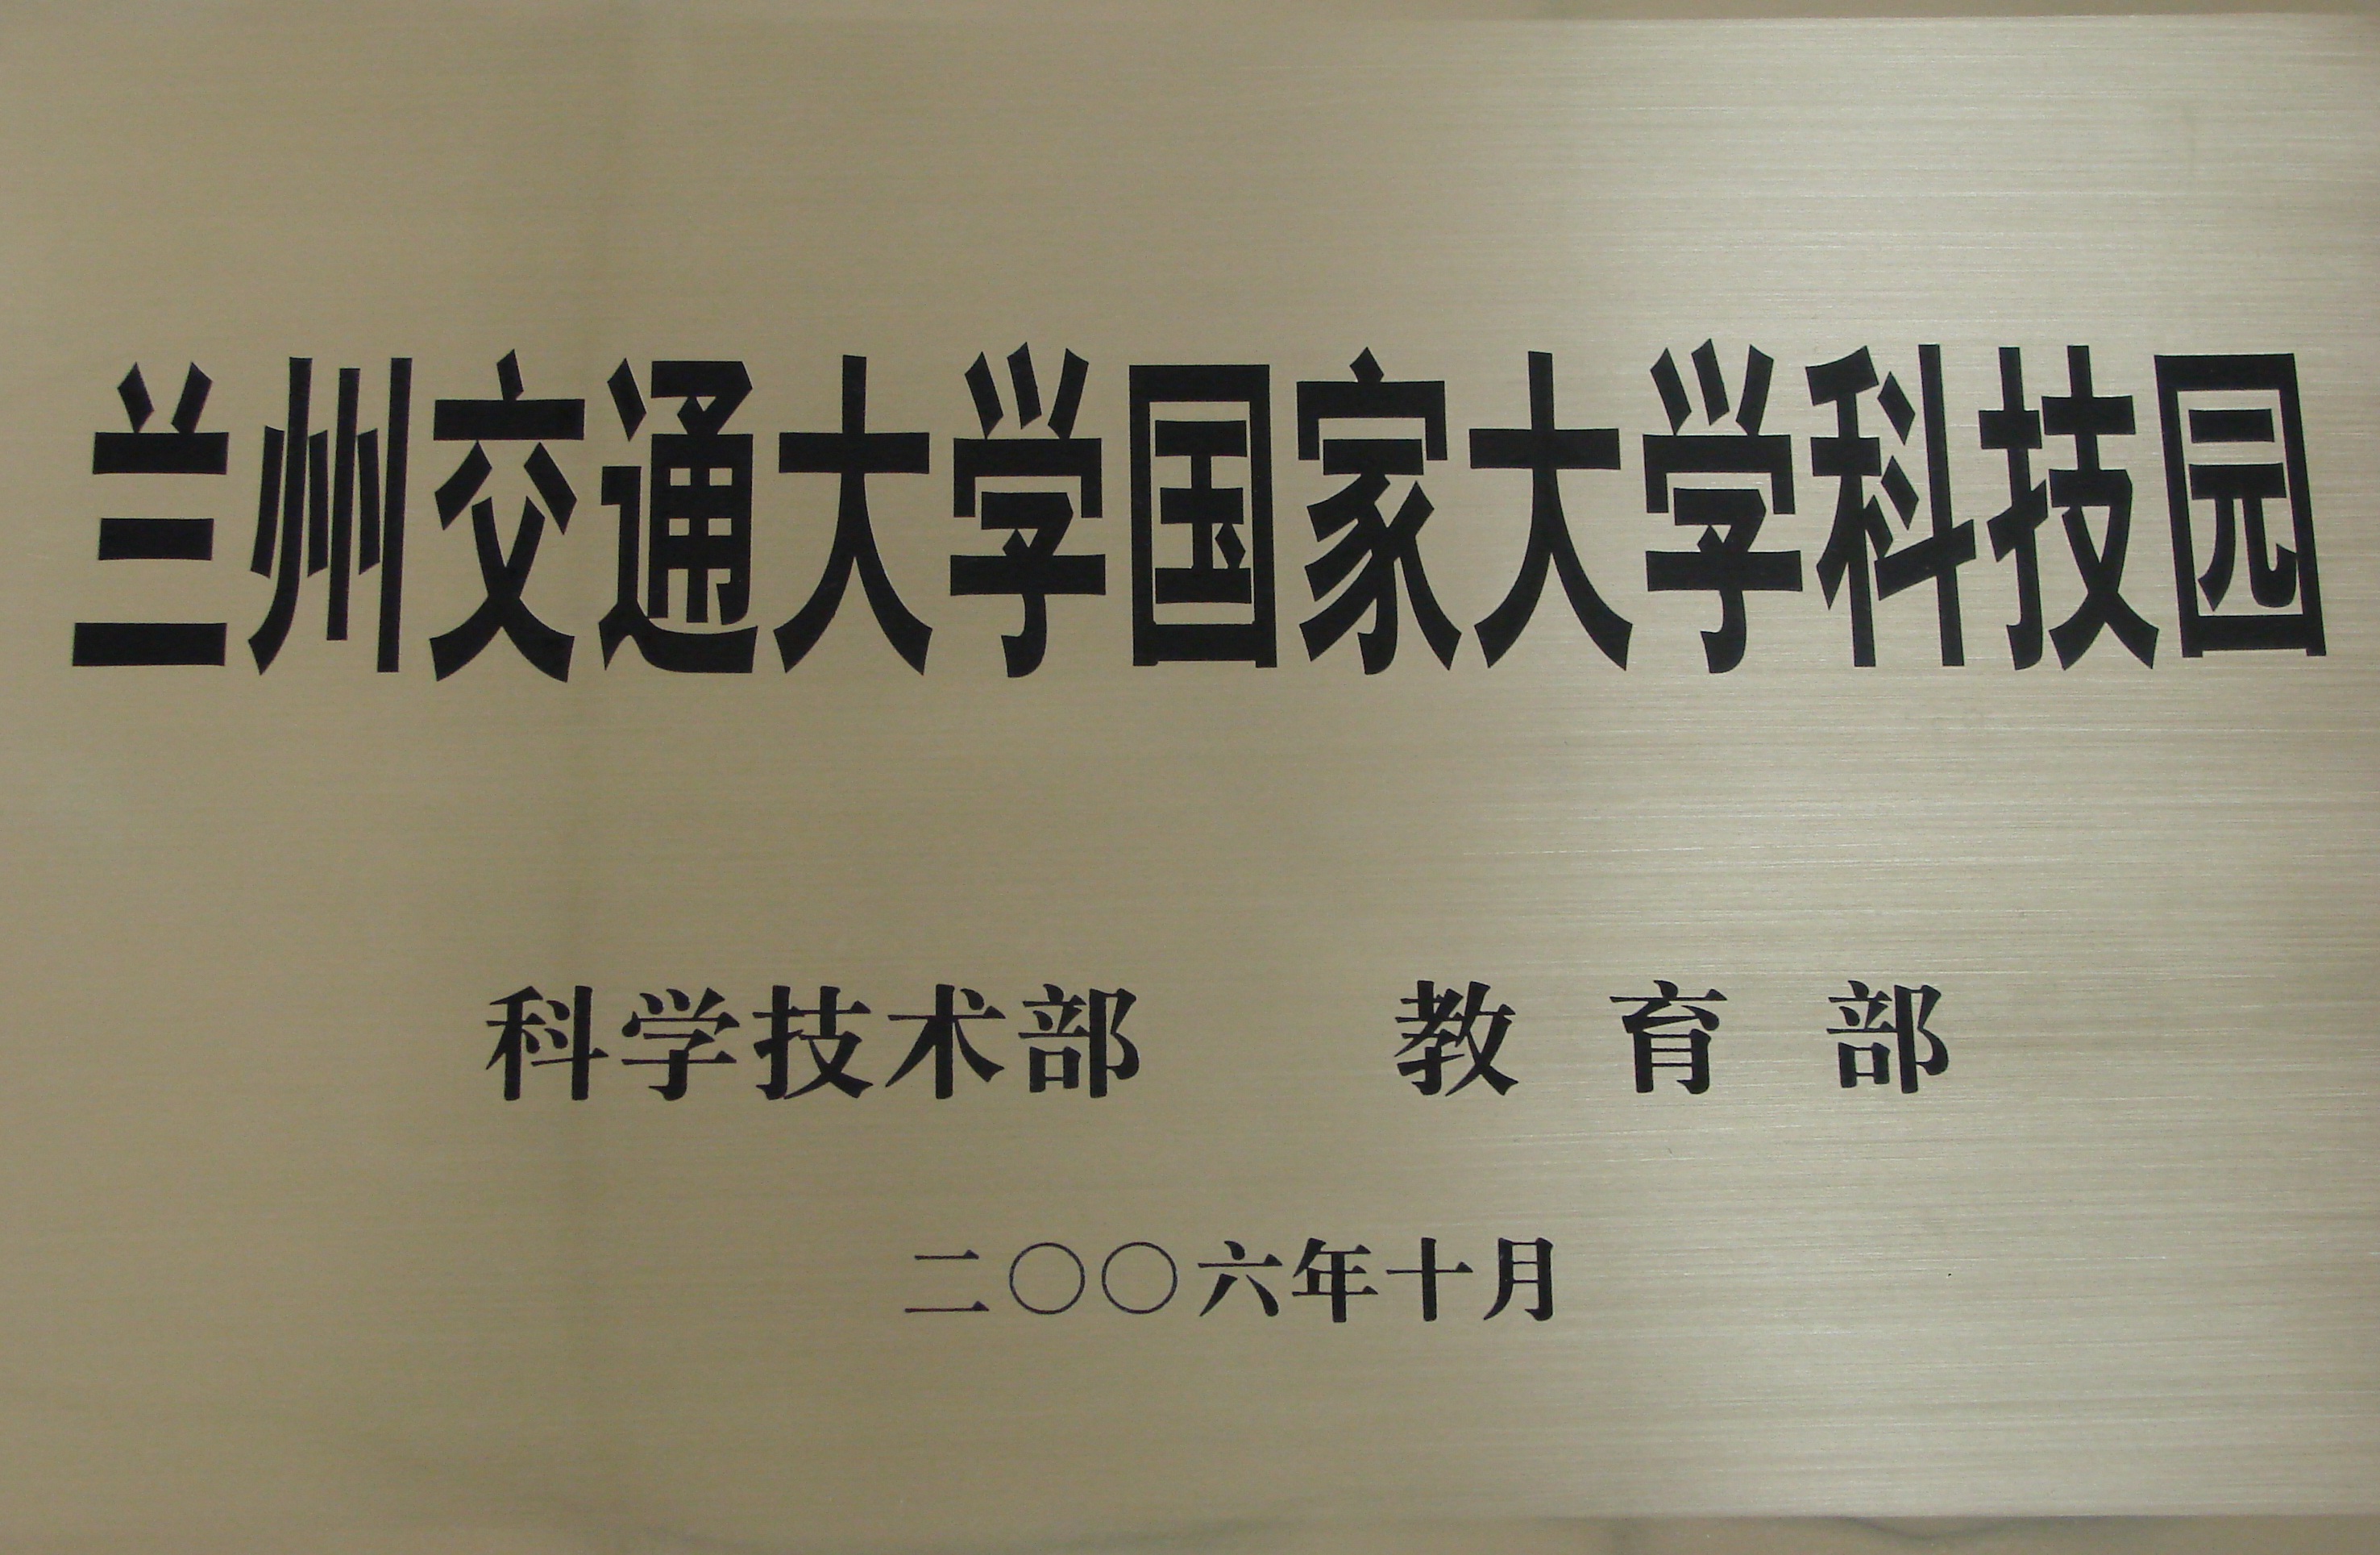 兰州交通大学国家大学科技园
科学技术部 教育部
二〇〇六年十月